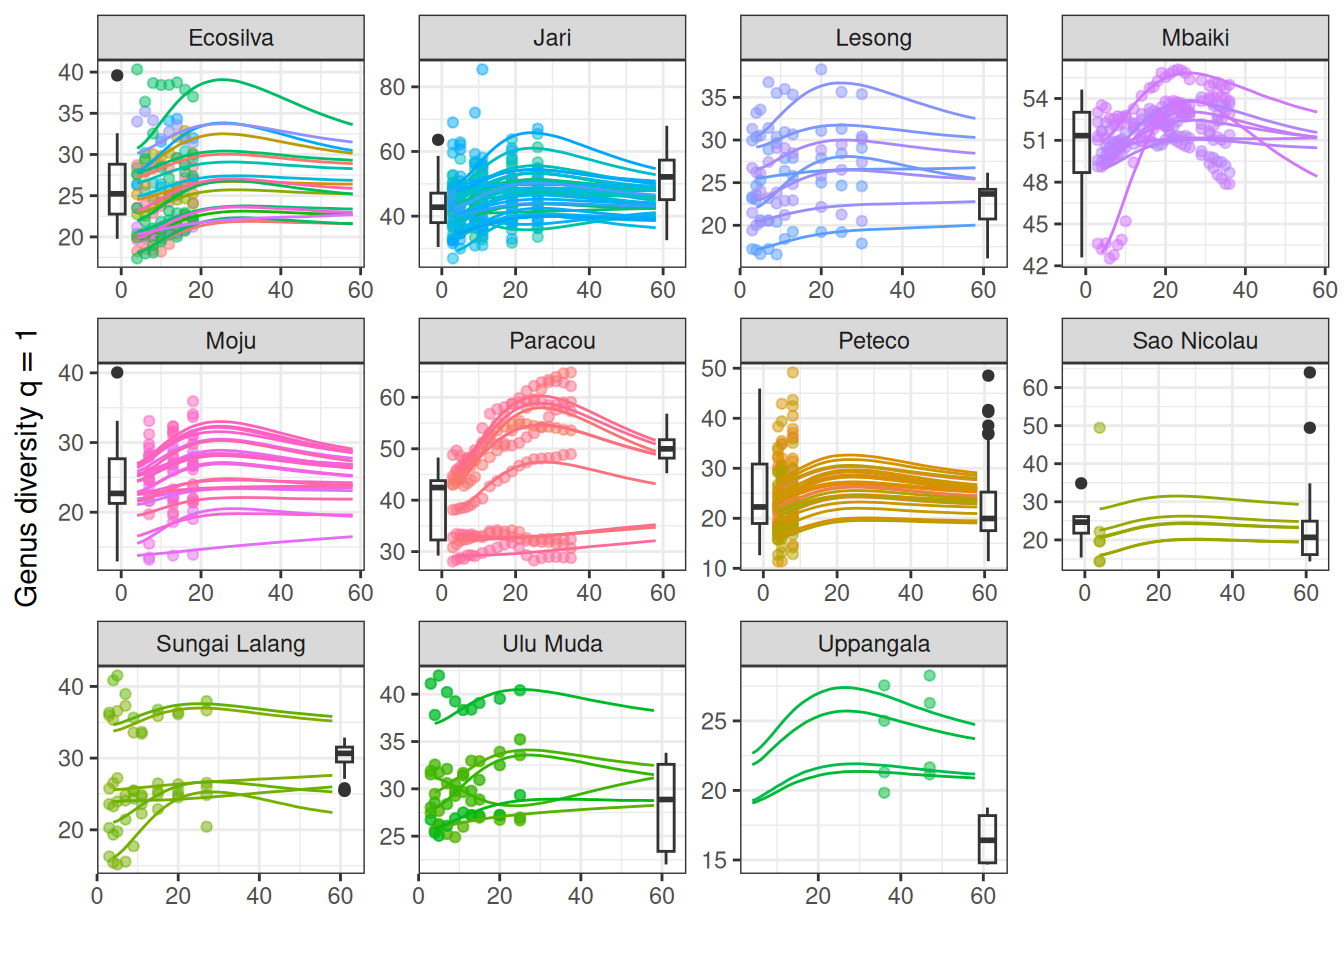 Genus diversity q = 1
Ecosilva
Jari
Lesong
Mbaiki
40
35
30
25
20
0 20 40 60
80
60
40
0 20 40 60
35
30
25
20
0 20 40 60
54
51
48
45
42
0 20 40 60
Moju
Paracou
Peteco
Sao Nicolau
40
30
20
0 20 40 60
60
50
40
30
0 20 40 60
50
40
30
20
10
0 20 40 60
60
50
40
30
20
0 20 40 60
Sungai Lalang
Ulu Muda
Uppangala
40
30
20
0 20 40 60
40
35
30
25
0 20 40 60
25
20
15
20 40 60